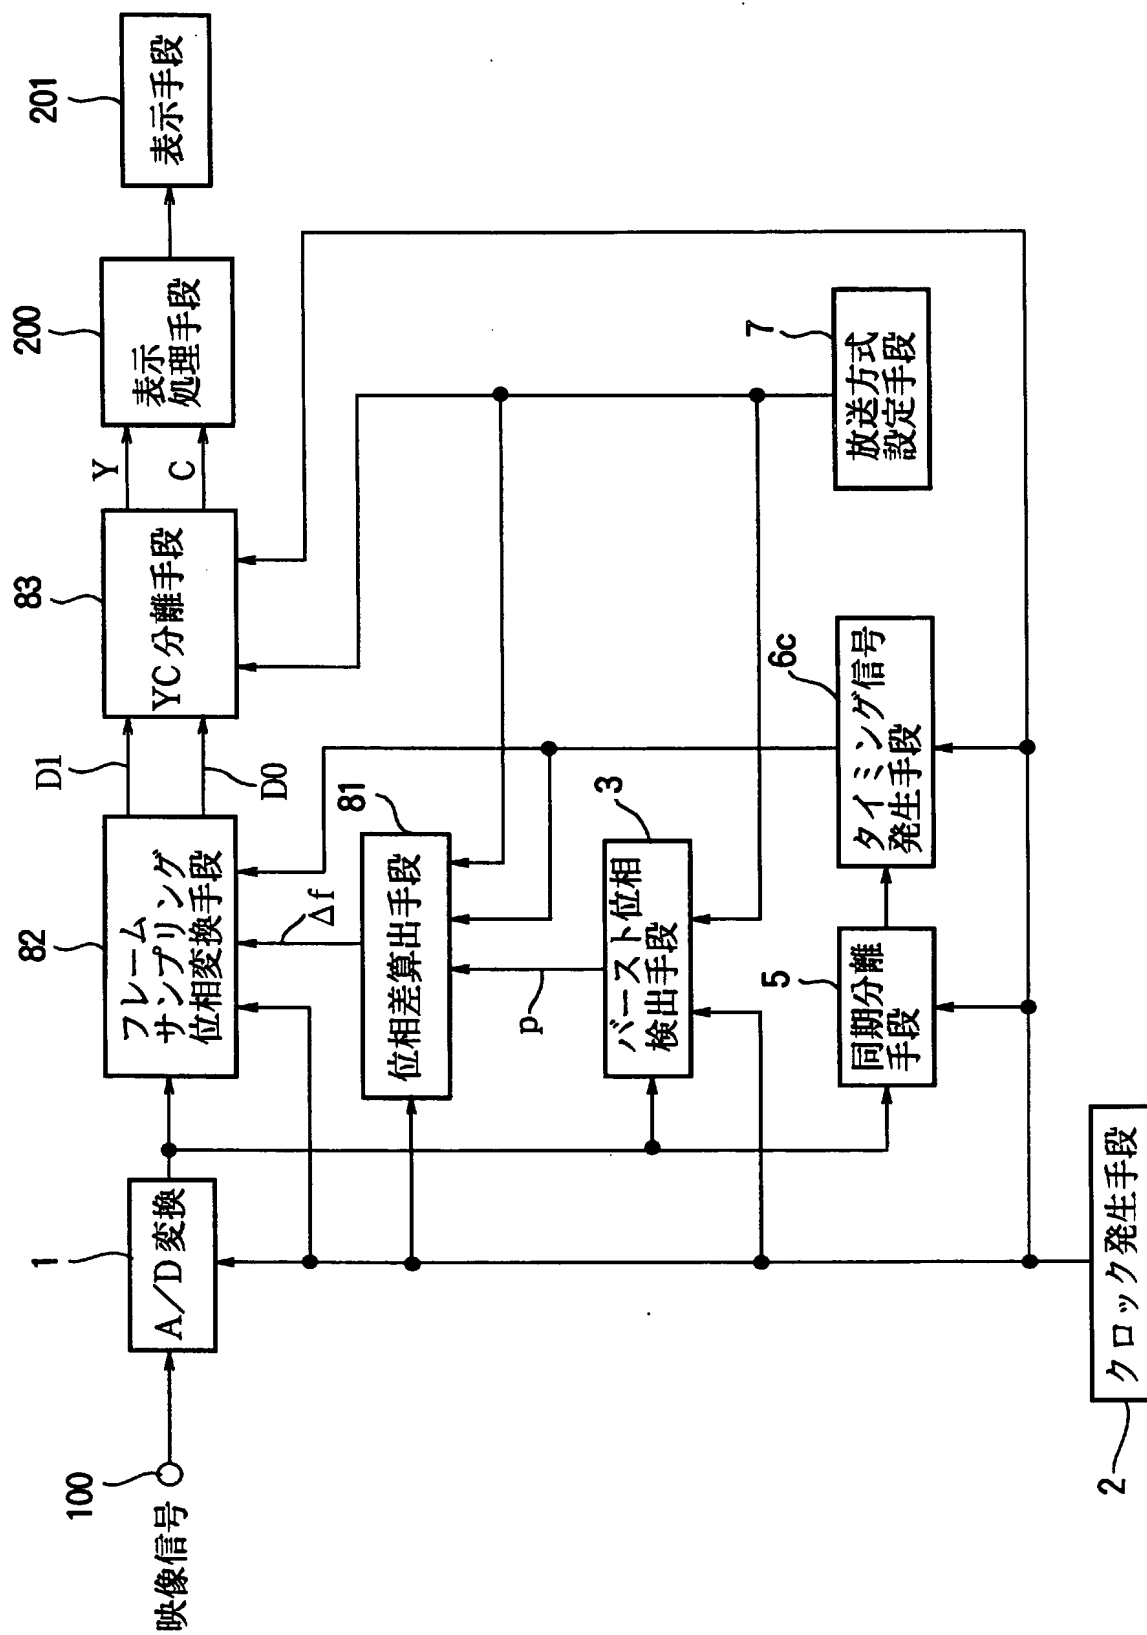 映像信号
100
1
A/D変換
82
フレーム
サンプリング
位相変換手段
D1
D0
83
YC分離手段
Y
C
200
表示
処理手段
201
表示手段
81
位相差算出手段
Δf
p
3
バースト位相
検出手段
5
同期分離
手段
6c
タイミング信号
発生手段
7
放送方式
設定手段
2
クロック発生手段